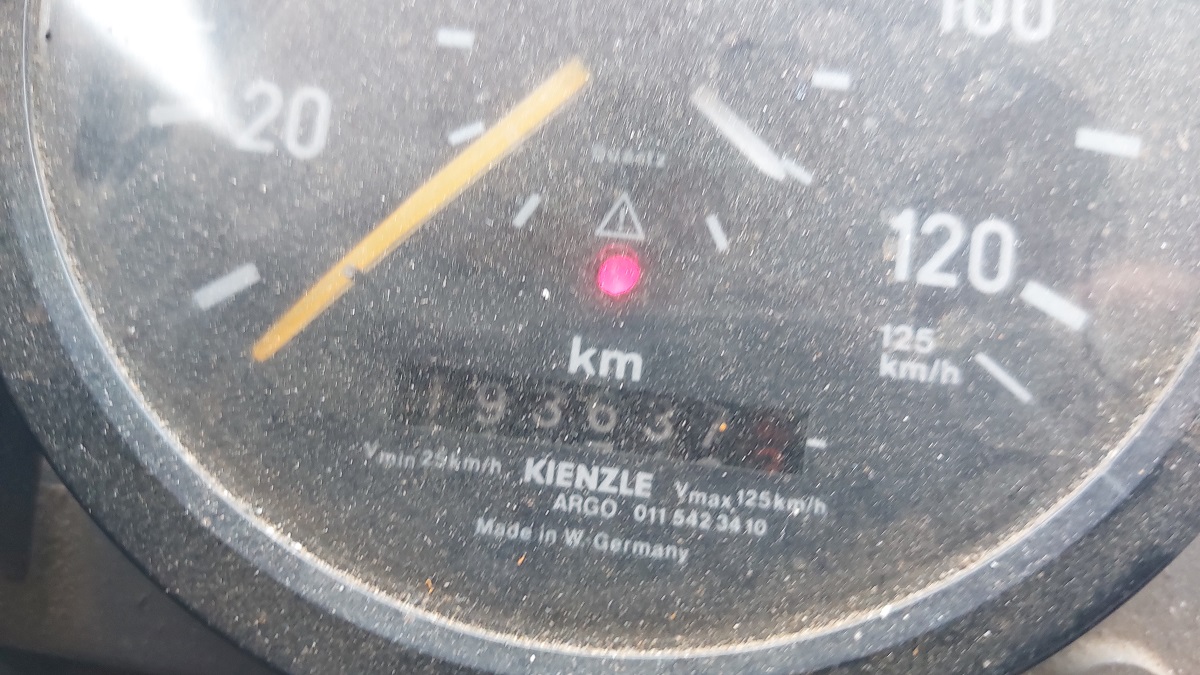 100
20
Quartz
120
125
km/h
km
193637
Vmin 25km/h KIENZLE Vmax 125km/h
ARGO 011 542 34 10
Made in W. Germany